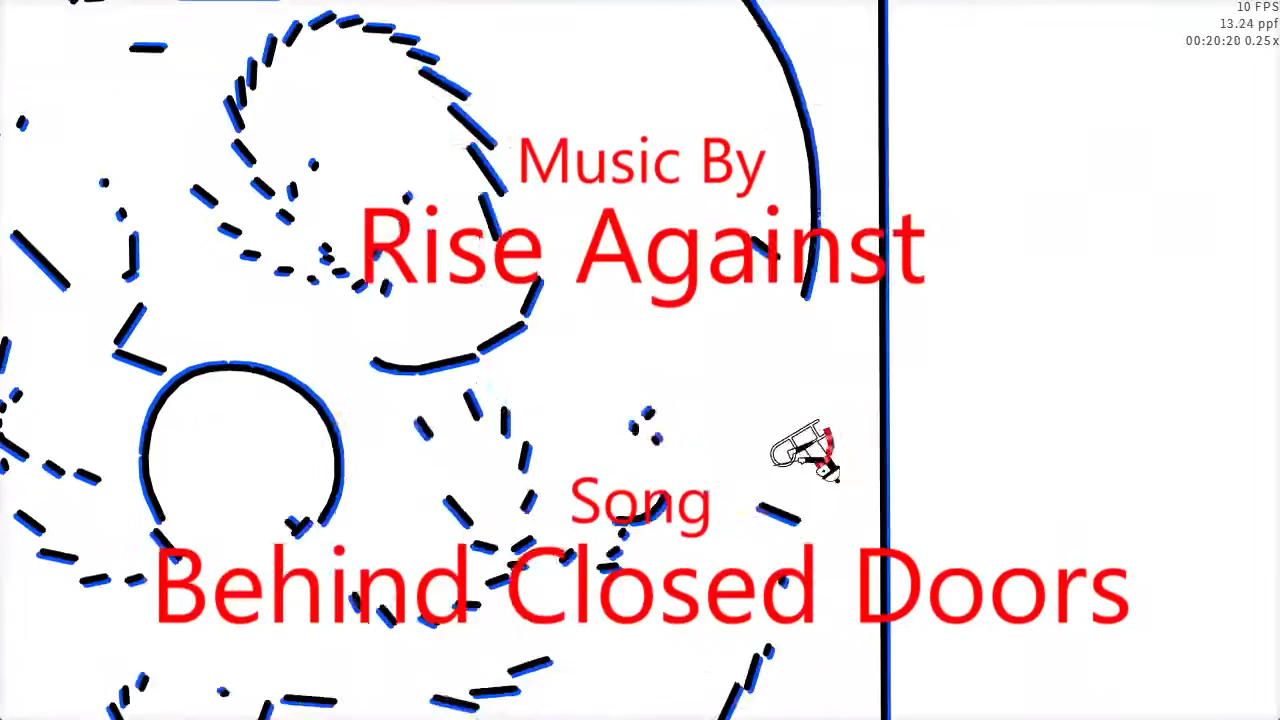 10 FPS
13.24 ppf
00:20:20 0.25x
Music By
Rise Against
Song
Behind Closed Doors